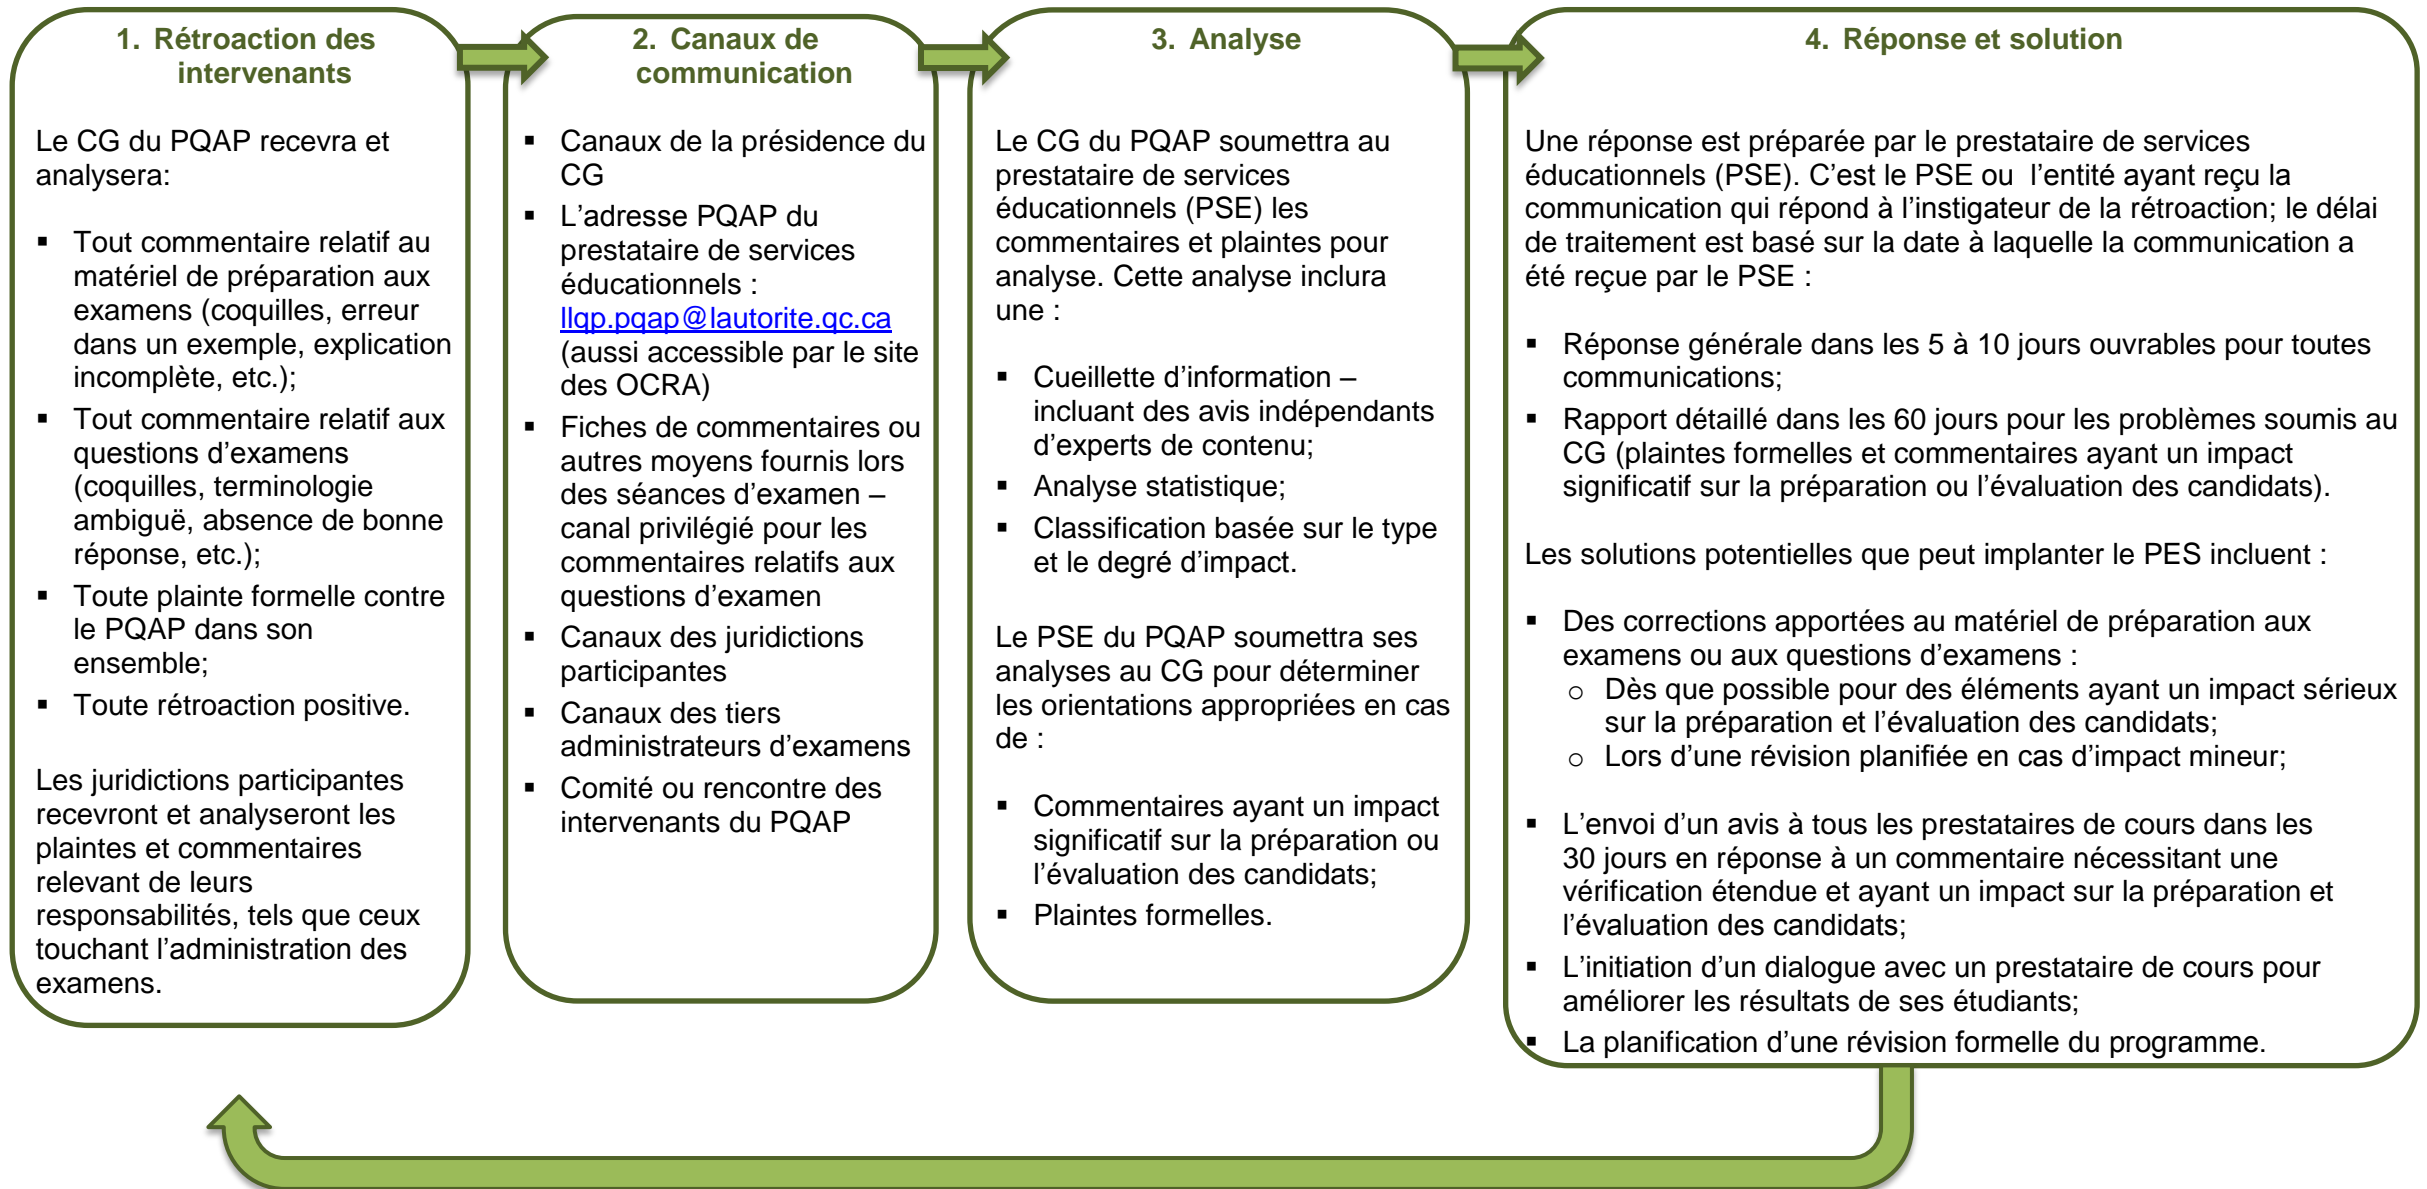 1. Rétroaction des
intervenants
Le CG du PQAP recevra et
analysera:
▪ Tout commentaire relatif au
matériel de préparation aux
examens (coquilles, erreur
dans un exemple, explication
incomplète, etc.);
▪ Tout commentaire relatif aux
questions d’examens
(coquilles, terminologie
ambiguë, absence de bonne
réponse, etc.);
▪ Toute plainte formelle contre
le PQAP dans son
ensemble;
▪ Toute rétroaction positive.
Les juridictions participantes
recevront et analyseront les
plaintes et commentaires
relevant de leurs
responsabilités, tels que ceux
touchant l’administration des
examens.
2. Canaux de
communication
▪ Canaux de la présidence du
CG
▪ L’adresse PQAP du
prestataire de services
éducationnels :
llqp.pqap@lautorite.qc.ca
(aussi accessible par le site
des OCRA)
▪ Fiches de commentaires ou
autres moyens fournis lors
des séances d’examen –
canal privilégié pour les
commentaires relatifs aux
questions d’examen
▪ Canaux des juridictions
participantes
▪ Canaux des tiers
administrateurs d’examens
▪ Comité ou rencontre des
intervenants du PQAP
3. Analyse
Le CG du PQAP soumettra au
prestataire de services
éducationnels (PSE) les
commentaires et plaintes pour
analyse. Cette analyse inclura
une :
▪ Cueillette d’information –
incluant des avis indépendants
d’experts de contenu;
▪ Analyse statistique;
▪ Classification basée sur le type
et le degré d’impact.
Le PSE du PQAP soumettra ses
analyses au CG pour déterminer
les orientations appropriées en cas
de :
▪ Commentaires ayant un impact
significatif sur la préparation ou
l’évaluation des candidats;
▪ Plaintes formelles.
4. Réponse et solution
Une réponse est préparée par le prestataire de services
éducationnels (PSE). C’est le PSE ou l’entité ayant reçu la
communication qui répond à l’instigateur de la rétroaction; le délai
de traitement est basé sur la date à laquelle la communication a
été reçue par le PSE :
▪ Réponse générale dans les 5 à 10 jours ouvrables pour toutes
communications;
▪ Rapport détaillé dans les 60 jours pour les problèmes soumis au
CG (plaintes formelles et commentaires ayant un impact
significatif sur la préparation ou l’évaluation des candidats).
Les solutions potentielles que peut implanter le PES incluent :
▪ Des corrections apportées au matériel de préparation aux
examens ou aux questions d’examens :
o Dès que possible pour des éléments ayant un impact sérieux
sur la préparation et l’évaluation des candidats;
o Lors d’une révision planifiée en cas d’impact mineur;
▪ L’envoi d’un avis à tous les prestataires de cours dans les
30 jours en réponse à un commentaire nécessitant une
vérification étendue et ayant un impact sur la préparation et
l’évaluation des candidats;
▪ L’initiation d’un dialogue avec un prestataire de cours pour
améliorer les résultats de ses étudiants;
▪ La planification d’une révision formelle du programme.